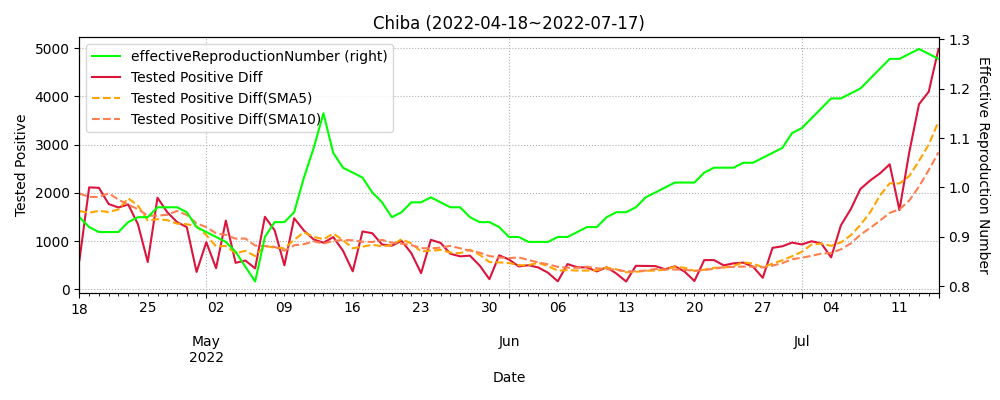 Chiba (2022-04-18~2022-07-17)
effectiveReproductionNumber (right)
Tested Positive Diff
Tested Positive Diff(SMA5)
Tested Positive Diff(SMA10)
Tested Positive
5000
4000
3000
2000
1000
0
1.3
1.2
1.1
1.0
0.9
0.8
Effective Reproduction Number
18 25 02 09 16 23 30 06 13 20 27 04 11
May Jun Jul
2022
Date